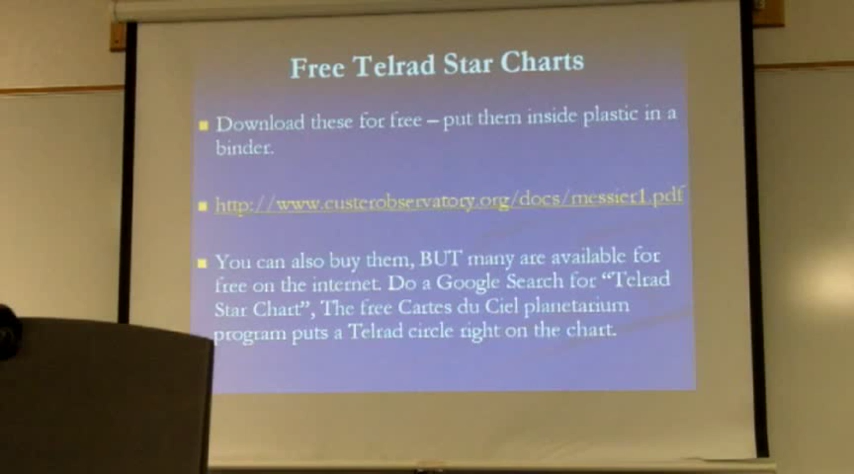 Free Telrad Star Charts
Download these for free – put them inside plastic in a
binder.
http://www.custerobservatory.org/docs/messier1.pdf
You can also buy them, BUT many are available for
free on the internet. Do a Google Search for “Telrad
Star Chart”, The free Cartes du Ciel planetarium
program puts a Telrad circle right on the chart.